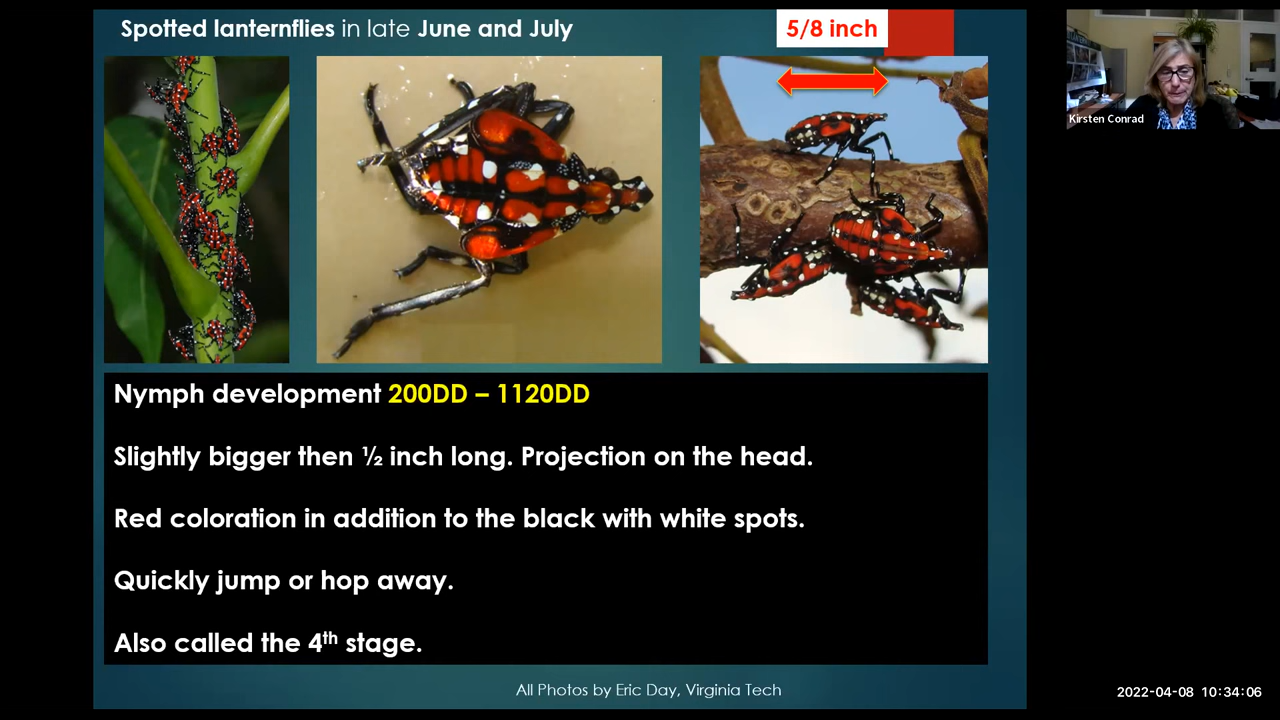 Spotted lanternflies in late June and July
5/8 inch
Kirsten Conrad
Nymph development 200DD – 1120DD
Slightly bigger then ½ inch long. Projection on the head.
Red coloration in addition to the black with white spots.
Quickly jump or hop away.
Also called the 4th stage.
All Photos by Eric Day, Virginia Tech
2022-04-08 10:34:06